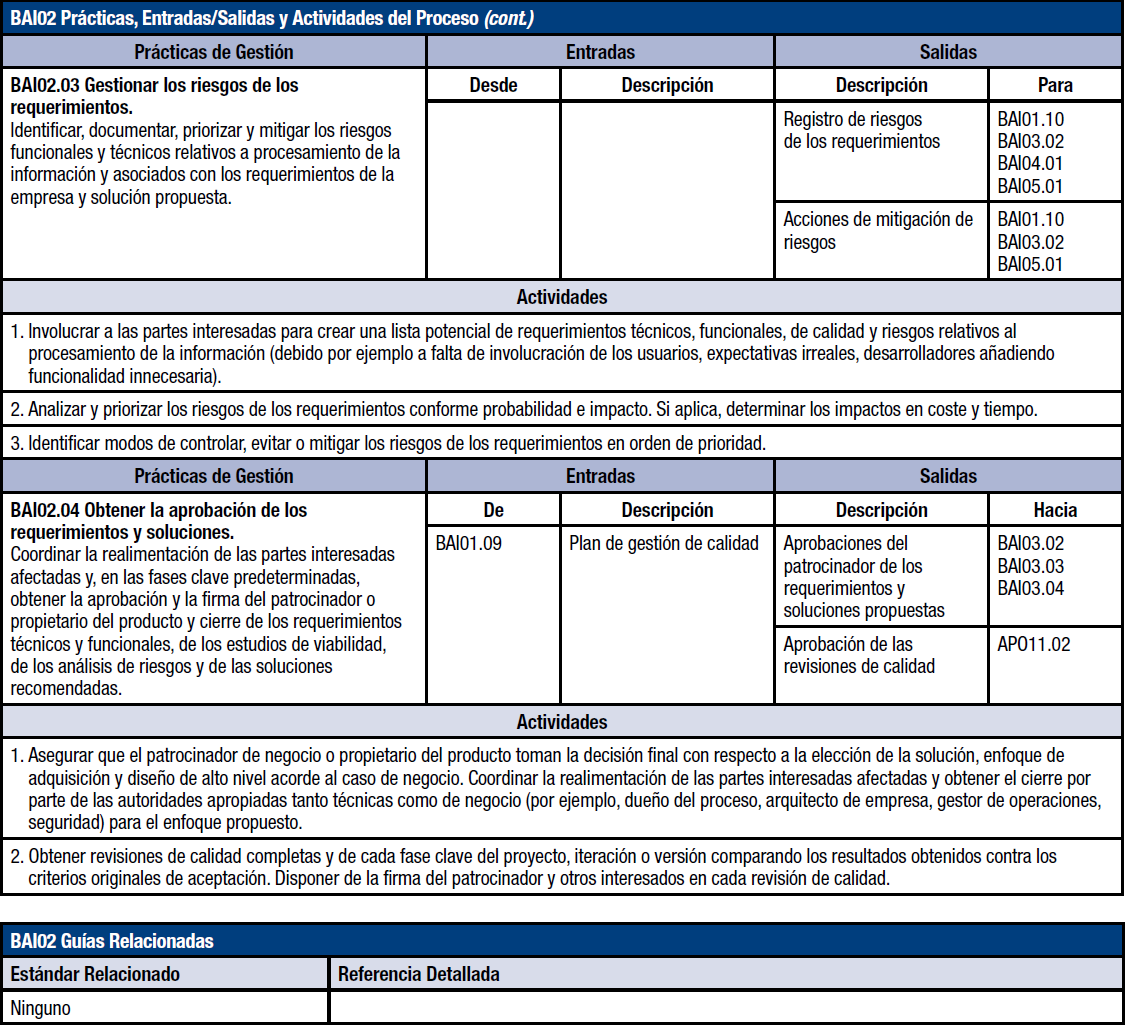 BAI02 Prácticas, Entradas/Salidas y Actividades del Proceso (cont.)
Prácticas de Gestión Entradas Salidas
BAI02.03 Gestionar los riesgos de los
requerimientos.
Identificar, documentar, priorizar y mitigar los riesgos
funcionales y técnicos relativos a procesamiento de la
información y asociados con los requerimientos de la
empresa y solución propuesta.
Desde Descripción Descripción Para
Registro de riesgos
de los requerimientos
BAI01.10
BAI03.02
BAI04.01
BAI05.01
Acciones de mitigación de
riesgos
BAI01.10
BAI03.02
BAI05.01
Actividades
1. Involucrar a las partes interesadas para crear una lista potencial de requerimientos técnicos, funcionales, de calidad y riesgos relativos al
procesamiento de la información (debido por ejemplo a falta de involucración de los usuarios, expectativas irreales, desarrolladores añadiendo
funcionalidad innecesaria).
2. Analizar y priorizar los riesgos de los requerimientos conforme probabilidad e impacto. Si aplica, determinar los impactos en coste y tiempo.
3. Identificar modos de controlar, evitar o mitigar los riesgos de los requerimientos en orden de prioridad.
Prácticas de Gestión Entradas Salidas
BAI02.04 Obtener la aprobación de los
requerimientos y soluciones.
Coordinar la realimentación de las partes interesadas
afectadas y, en las fases clave predeterminadas,
obtener la aprobación y la firma del patrocinador o
propietario del producto y cierre de los requerimientos
técnicos y funcionales, de los estudios de viabilidad,
de los análisis de riesgos y de las soluciones
recomendadas.
De Descripción Descripción Hacia
BAI01.09 Plan de gestión de calidad
Aprobaciones del
patrocinador de los
requerimientos y
soluciones propuestas
BAI03.02
BAI03.03
BAI03.04
Aprobación de las
revisiones de calidad
APO11.02
Actividades
1. Asegurar que el patrocinador de negocio o propietario del producto toman la decisión final con respecto a la elección de la solución, enfoque de
adquisición y diseño de alto nivel acorde al caso de negocio. Coordinar la realimentación de las partes interesadas afectadas y obtener el cierre por
parte de las autoridades apropiadas tanto técnicas como de negocio (por ejemplo, dueño del proceso, arquitecto de empresa, gestor de operaciones,
seguridad) para el enfoque propuesto.
2. Obtener revisiones de calidad completas y de cada fase clave del proyecto, iteración o versión comparando los resultados obtenidos contra los
criterios originales de aceptación. Disponer de la firma del patrocinador y otros interesados en cada revisión de calidad.
BAI02 Guías Relacionadas
Estándar Relacionado Referencia Detallada
Ninguno